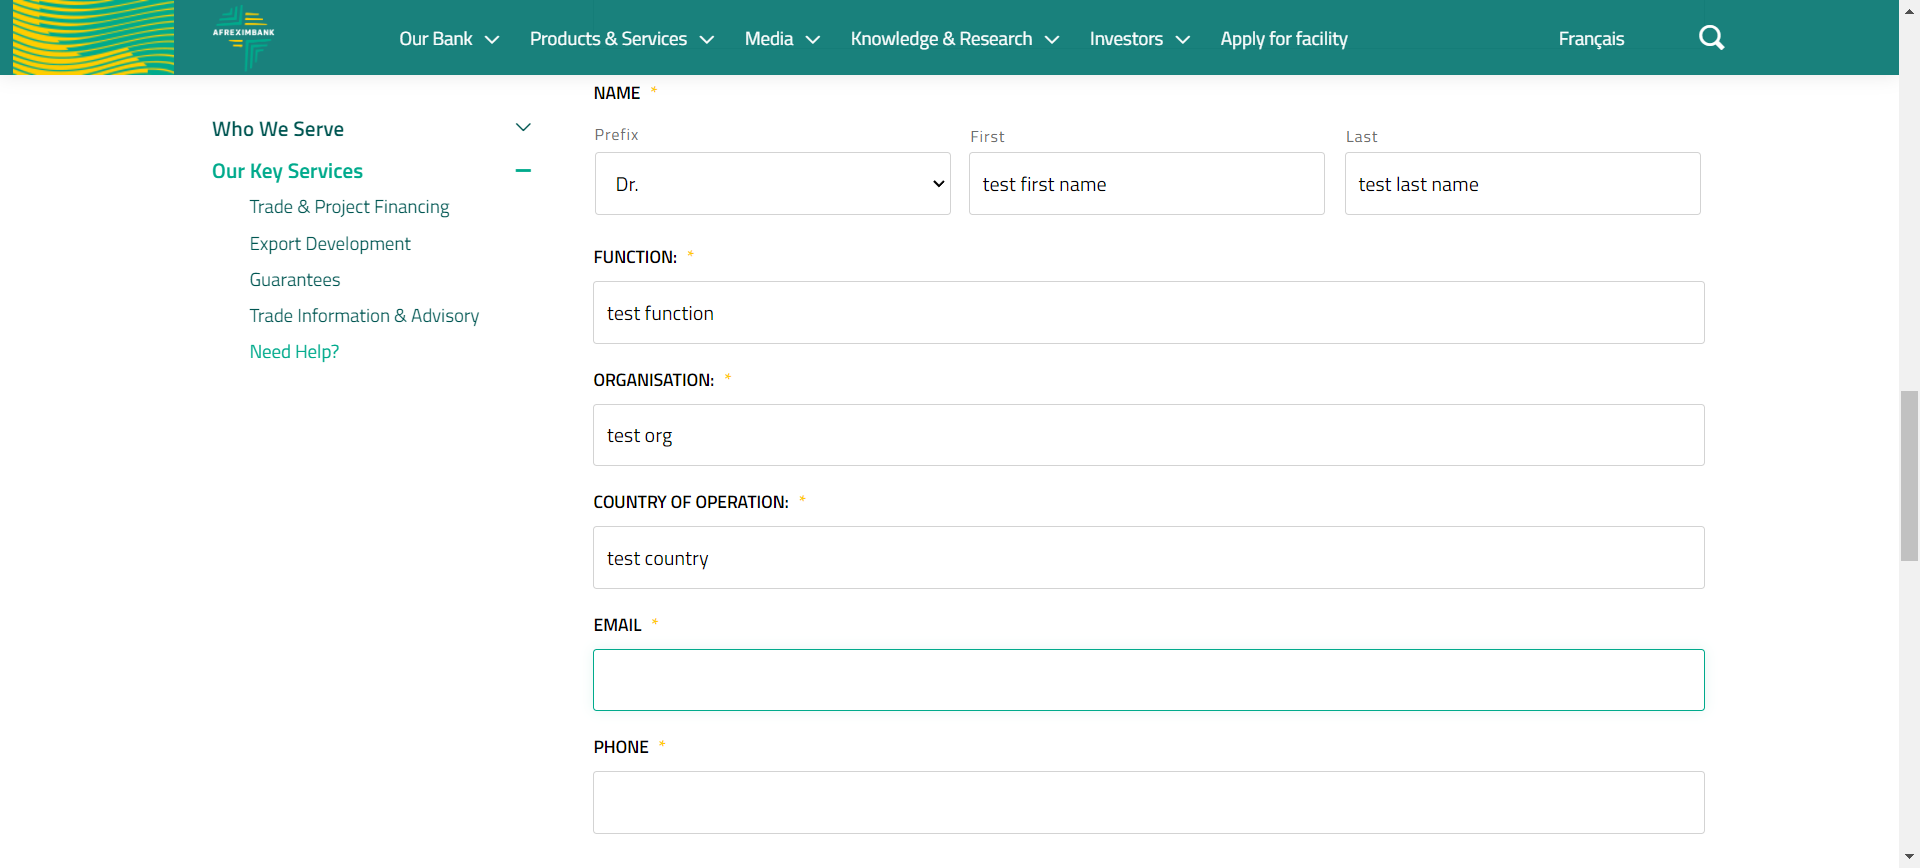 AFREXIMBANK
Our Bank
Products & Services
Media
Knowledge & Research
Investors
Apply for facility
Français
Who We Serve
Our Key Services
Trade & Project Financing
Export Development
Guarantees
Trade Information & Advisory
Need Help?
NAME *
Prefix
First
Last
Dr.
test first name
test last name
FUNCTION: *
test function
ORGANISATION: *
test org
COUNTRY OF OPERATION: *
test country
EMAIL *
PHONE *